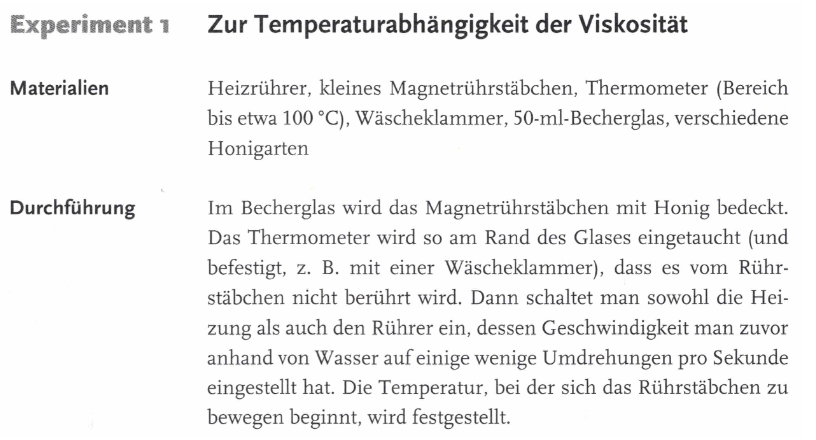 Experiment 1 Zur Temperaturabhängigkeit der Viskosität
Materialien Heizrührer, kleines Magnetrührstäbchen, Thermometer (Bereich
bis etwa 100 °C), Wäscheklammer, 50-ml-Becherglas, verschiedene
Honigarten
Durchführung Im Becherglas wird das Magnetrührstäbchen mit Honig bedeckt.
Das Thermometer wird so am Rand des Glases eingetaucht (und
befestigt, z. B. mit einer Wäscheklammer), dass es vom Rühr-
stäbchen nicht berührt wird. Dann schaltet man sowohl die Hei-
zung als auch den Rührer ein, dessen Geschwindigkeit man zuvor
anhand von Wasser auf einige wenige Umdrehungen pro Sekunde
eingestellt hat. Die Temperatur, bei der sich das Rührstäbchen zu
bewegen beginnt, wird festgestellt.